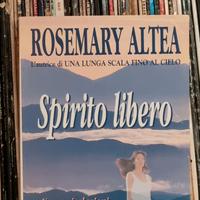 ROSEMARY ALTEA
L'autrice di UNA LUNGA SCALA FINO AL CIELO
Spirito libero